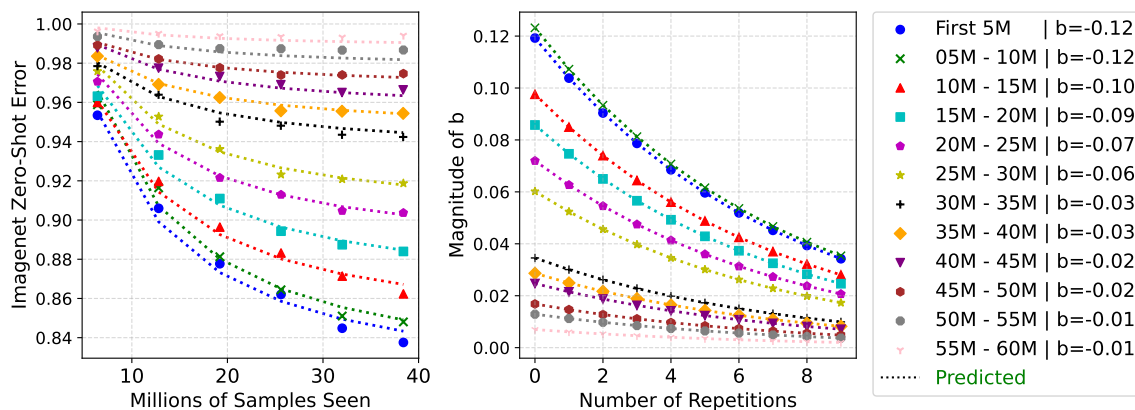 Imagenet Zero-Shot Error
1.00
0.98
0.96
0.94
0.92
0.90
0.88
0.86
0.84
10 20 30 40
Millions of Samples Seen
Magnitude of b
0.12
0.10
0.08
0.06
0.04
0.02
0.00
0 2 4 6 8
Number of Repetitions
First 5M | b=-0.12
05M - 10M | b=-0.12
10M - 15M | b=-0.10
15M - 20M | b=-0.09
20M - 25M | b=-0.07
25M - 30M | b=-0.06
30M - 35M | b=-0.03
35M - 40M | b=-0.03
40M - 45M | b=-0.02
45M - 50M | b=-0.02
50M - 55M | b=-0.01
55M - 60M | b=-0.01
Predicted